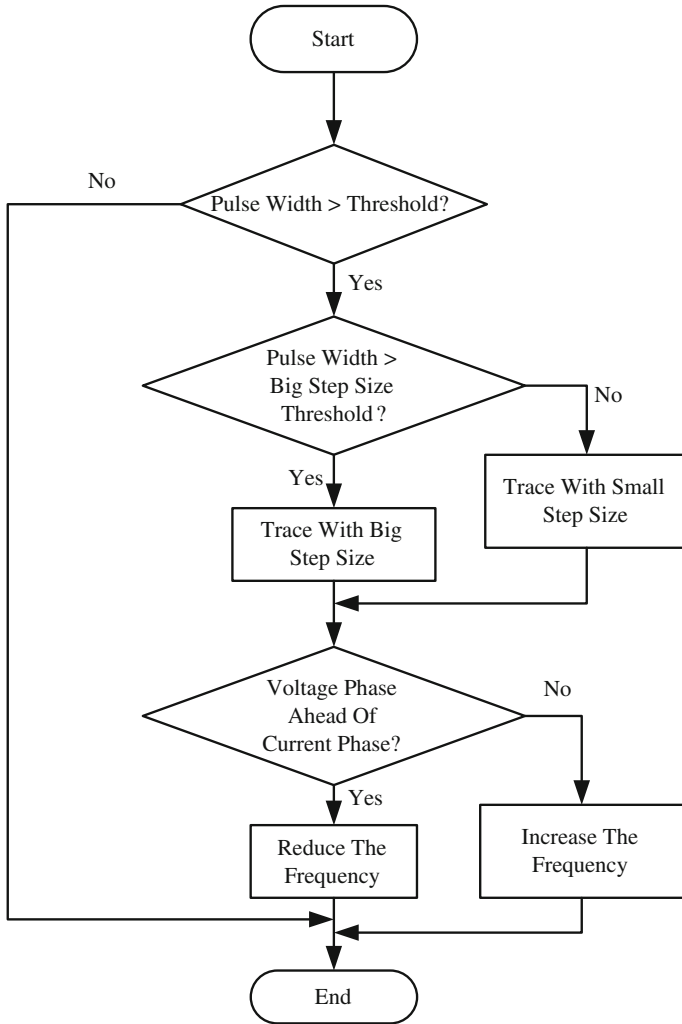 Start
No
Pulse Width > Threshold?
Yes
Pulse Width >
Big Step Size
Threshold ?
No
Yes
Trace With Small
Step Size
Trace With Big
Step Size
Voltage Phase
Ahead Of
Current Phase?
No
Yes
Reduce The
Frequency
Increase The
Frequency
End